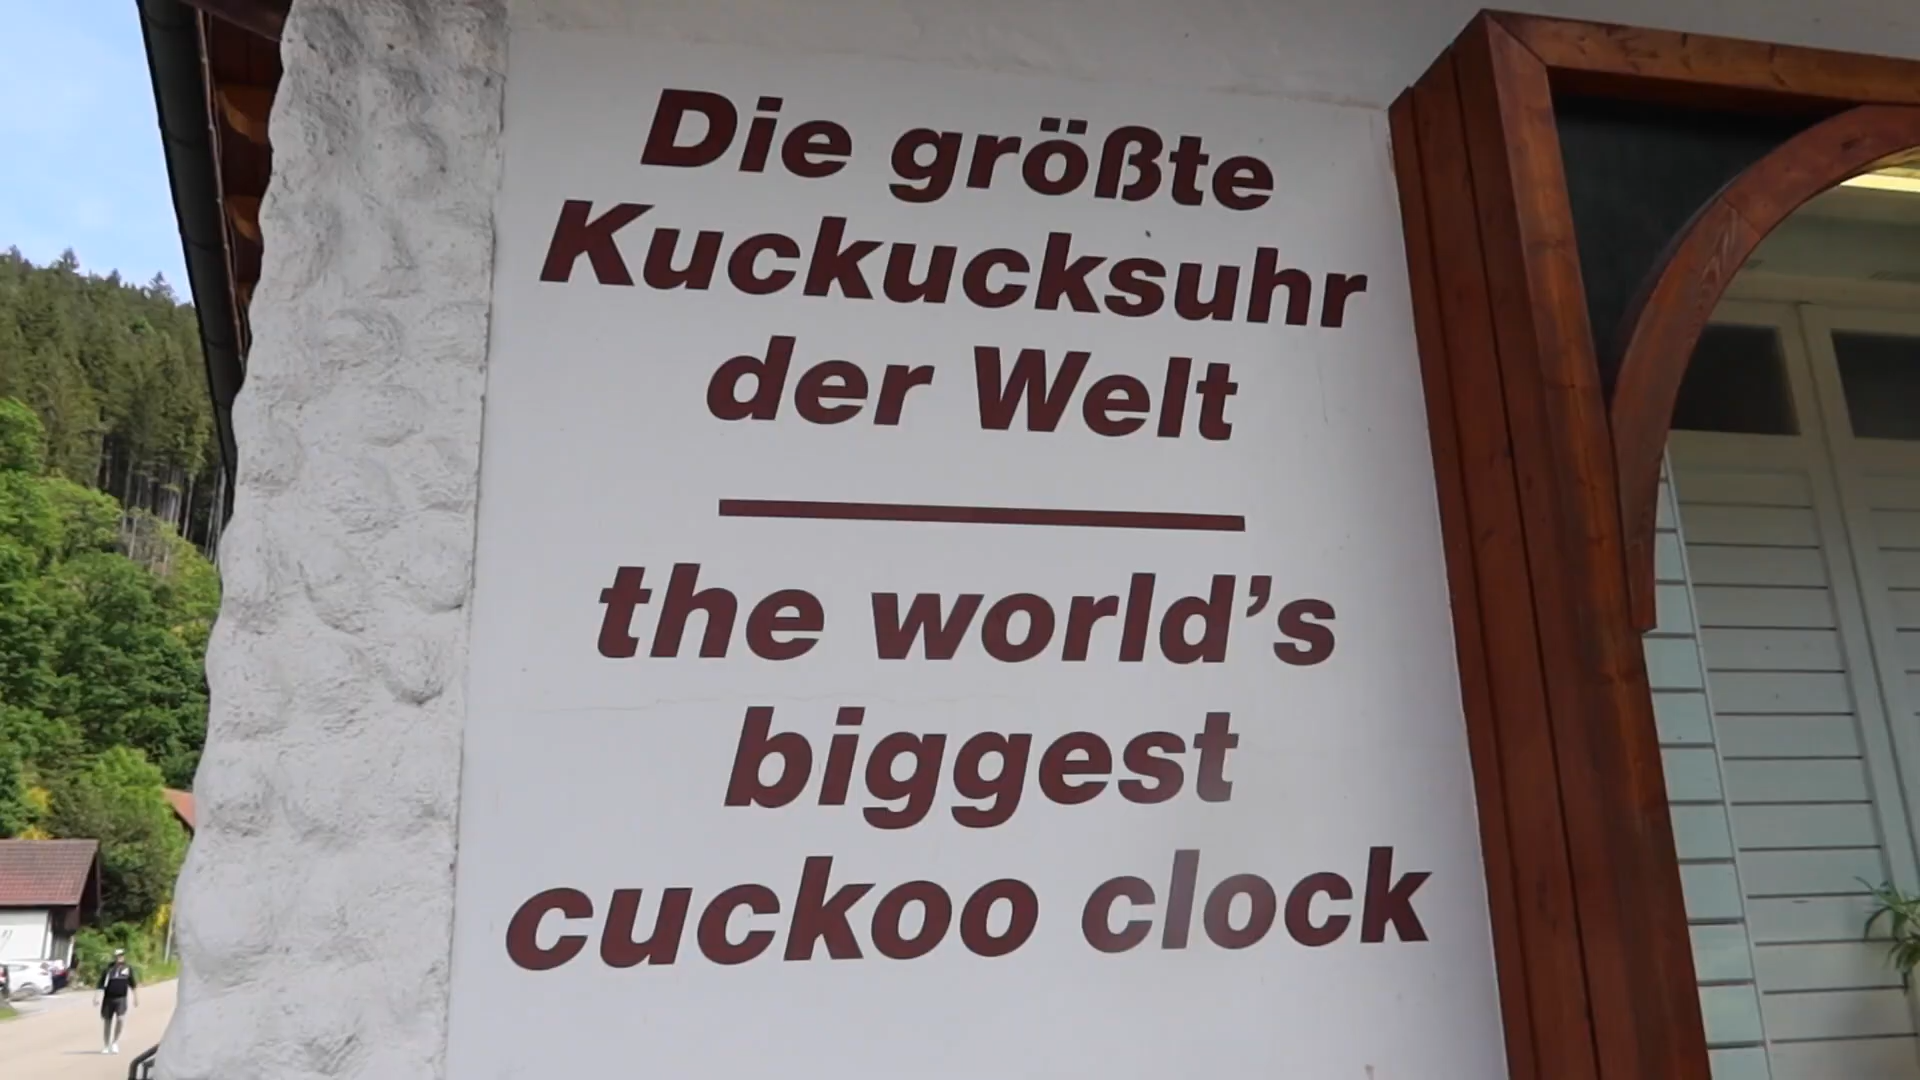 Die größte
Kuckucksuhr
der Welt
the world’s
biggest
cuckoo clock